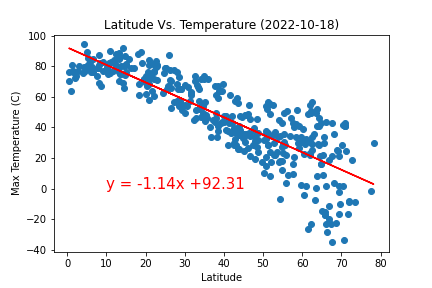 Latitude Vs. Temperature (2022-10-18)
100
80
60
40
20
0
−20
−40
Max Temperature (C)
y = -1.14x +92.31
0 10 20 30 40 50 60 70 80
Latitude